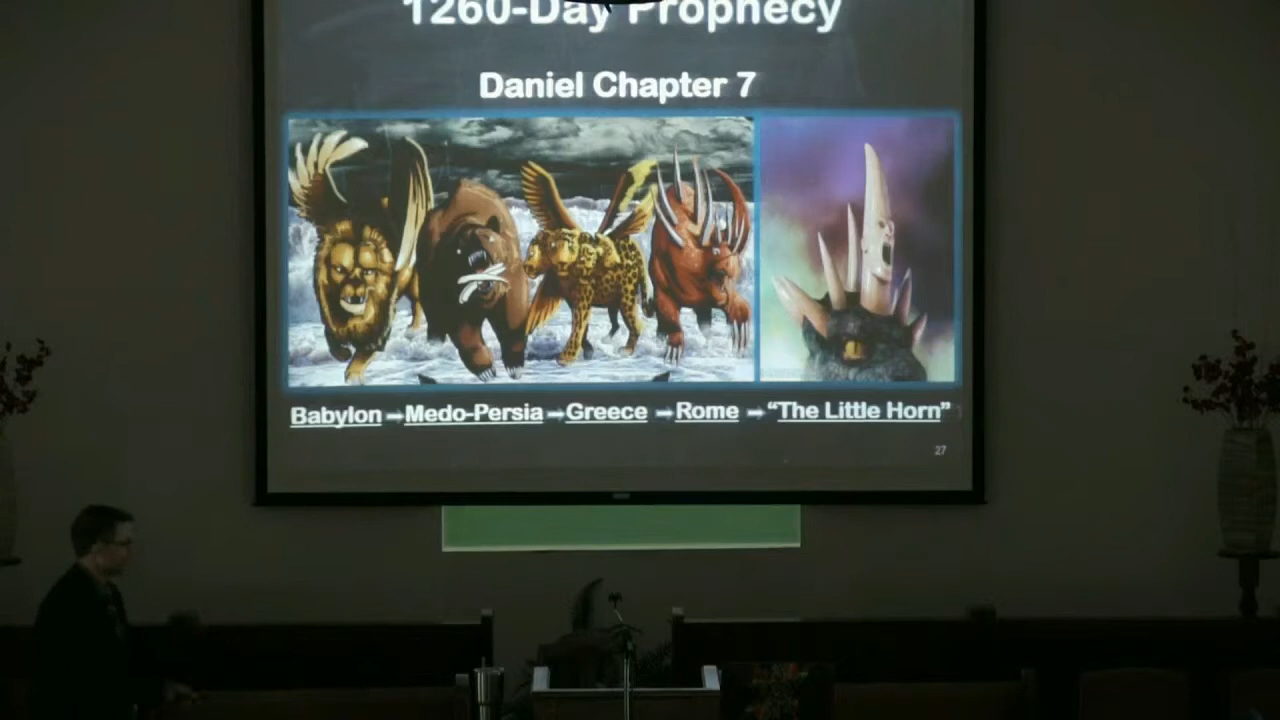 1260-Day Prophecy
Daniel Chapter 7
Babylon → Medo-Persia → Greece → Rome → “The Little Horn”
27